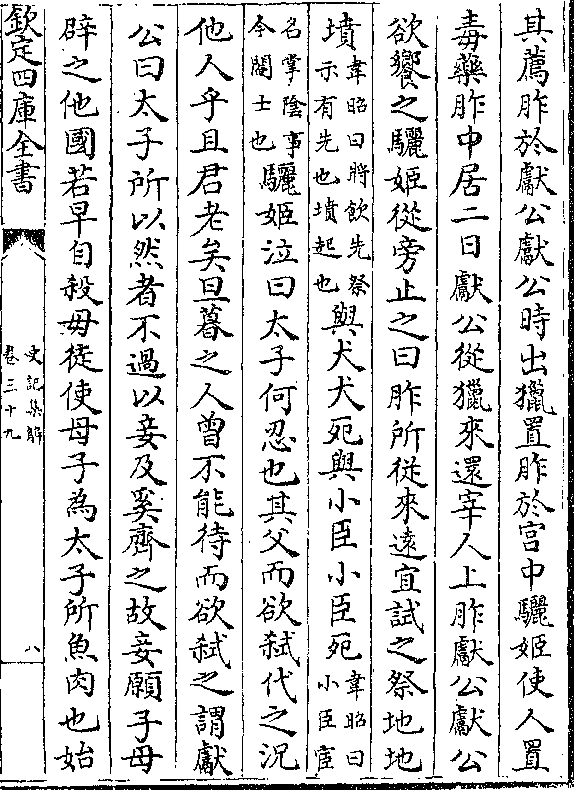 其薦胙於獻公獻公時出獵置胙於宫中驪姬使人置
毒藥胙中居二日獻公從獵來還宰人上胙獻公獻公
欲饗之驪姬從旁止之曰胙所從來遠宜試之祭地地
墳韋昭曰將飲先祭示有先也墳起也與犬犬死與小臣小臣死韋昭曰小臣宦
名掌陰事今閹士也驪姬泣曰太子何忍也其父而欲弑代之况
他人乎且君老矣旦暮之人曾不能待而欲弑之謂獻
公曰太子所以然者不過以妾及奚齊之故妾願子母
辟之他國若早自殺毋徒使母子為太子所魚肉也始
欽定四庫全書
史記集解
卷三十九
八